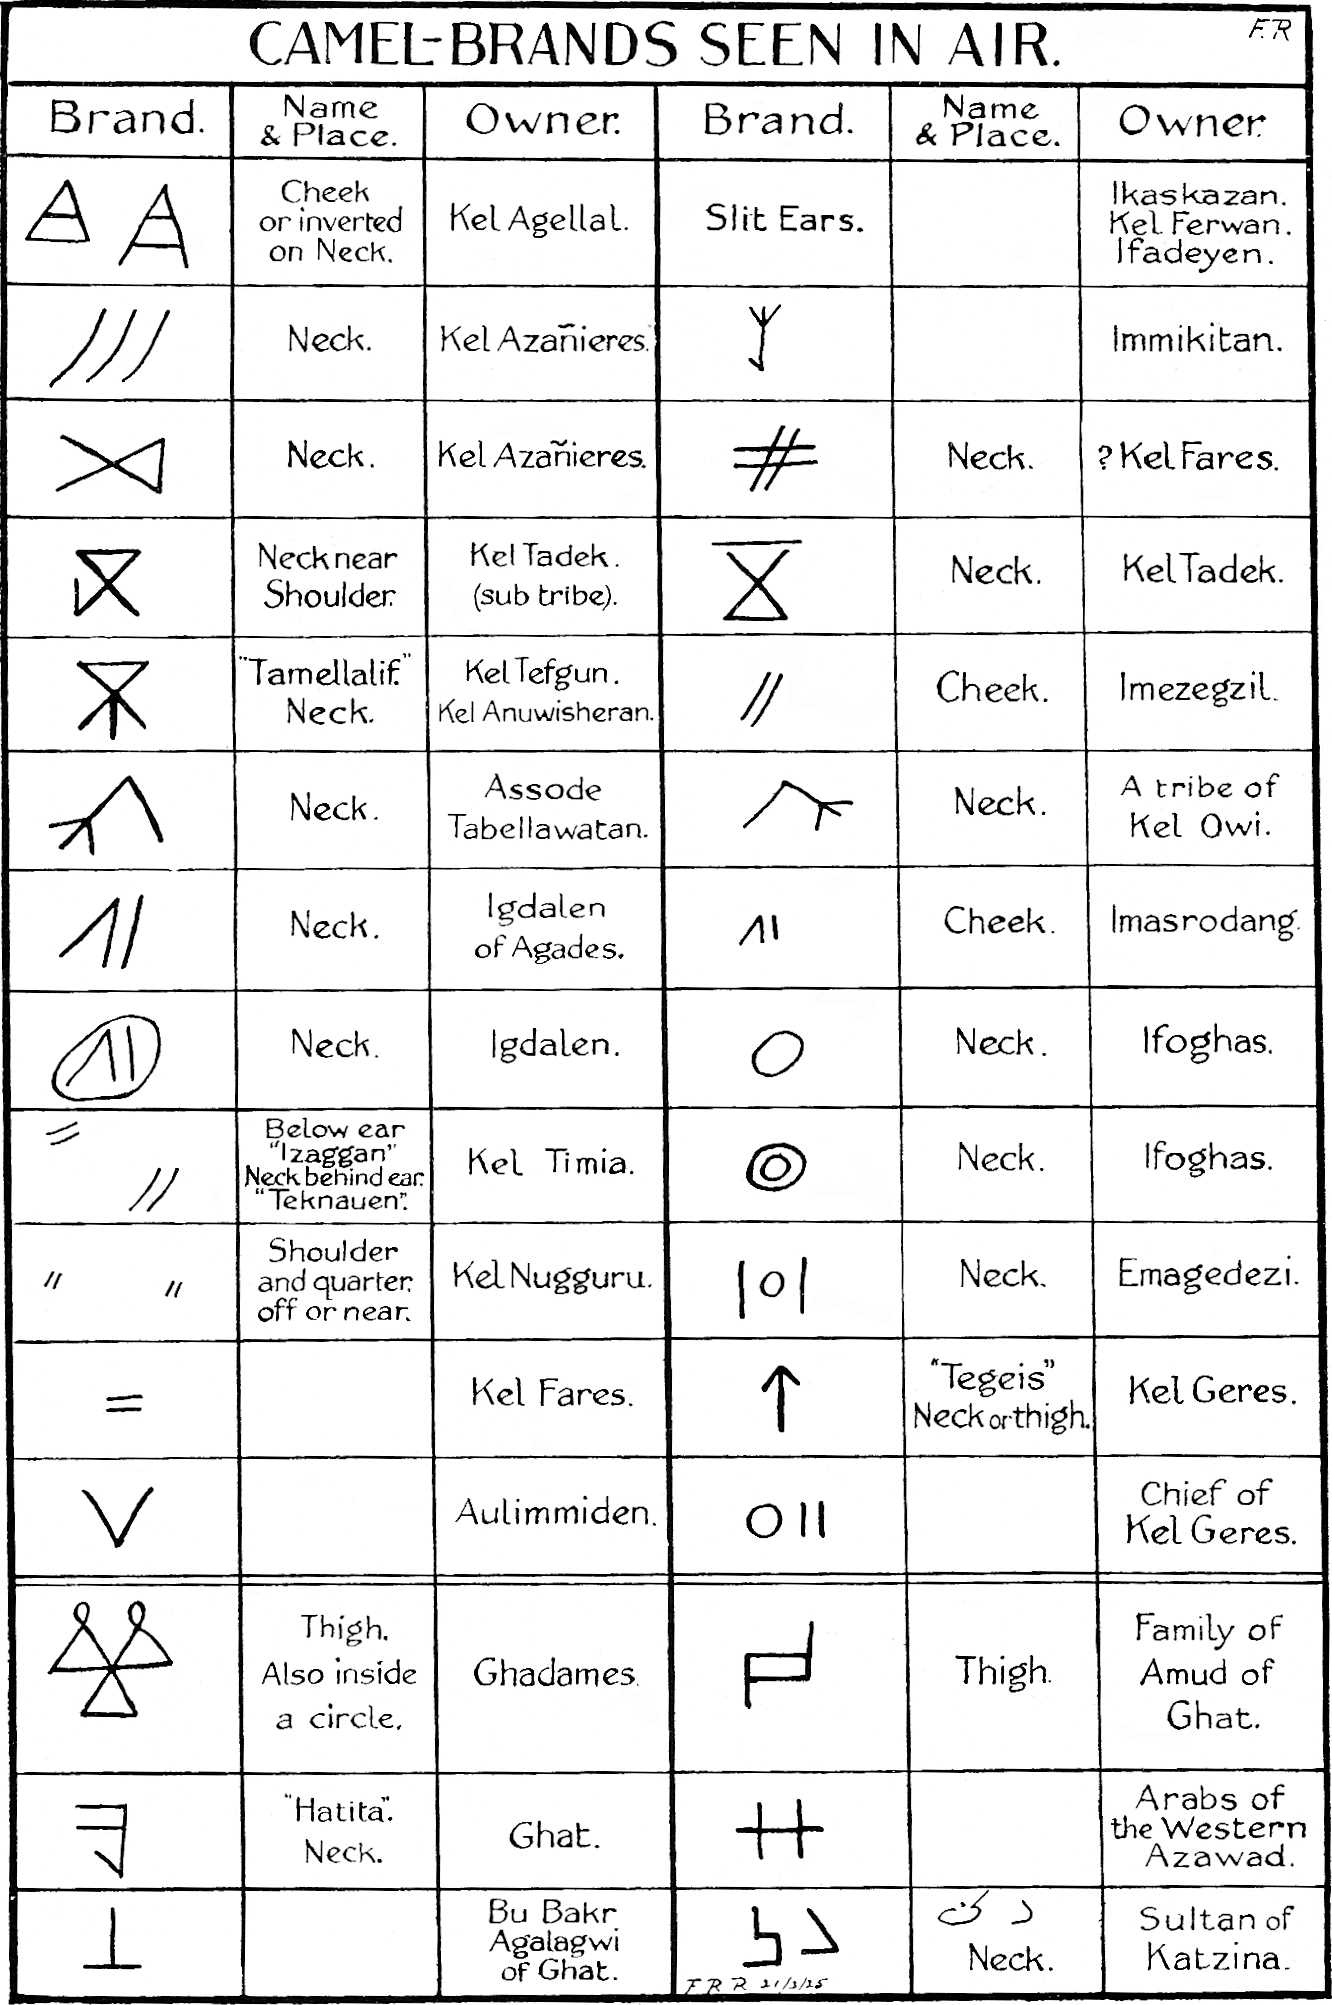 CAMEL-BRANDS SEEN IN AIR.
F.R
Brand.
Name
& Place.
Owner.
Brand.
Name
& Place.
Owner.
Cheek
or inverted
on Neck.
Kel Agellal.
Slit Ears.
Ikaskazan.
Kel Ferwan.
Ifadeyen.
Neck.
Kel Azañieres.
Immikitan.
Neck.
Kel Azañieres.
Neck.
? Kel Fares.
Neck near
Shoulder.
Kel Tadek.
(sub tribe).
Neck.
Kel Tadek.
"Tamellalif."
Neck.
Kel Tefgun.
Kel Anuwisheran.
Cheek.
Imezegzil.
Neck.
Assode
Tabellawatan.
Neck.
A tribe of
Kel Owi.
Neck.
Igdalen
of Agades.
Cheek.
Imasrodang.
Neck.
Igdalen.
Neck.
Ifoghas.
Below ear
"Izaggan"
Neck behind ear.
"Teknauen".
Kel Timia.
Neck.
Ifoghas.
Shoulder
and quarter,
off or near.
Kel Nugguru.
Neck.
Emagedezi.
Kel Fares.
"Tegeis"
Neck or thigh.
Kel Geres.
Aulimmiden.
Chief of
Kel Geres.
Thigh.
Also inside
a circle.
Ghadames.
Thigh.
Family of
Amud of
Ghat.
"Hatita".
Neck.
Ghat.
Arabs of
the Western
Azawad.
Bu Bakr
Agalagwi
of Ghat.
Neck.
Sultan of
Katzina.
F R R 21/3/25